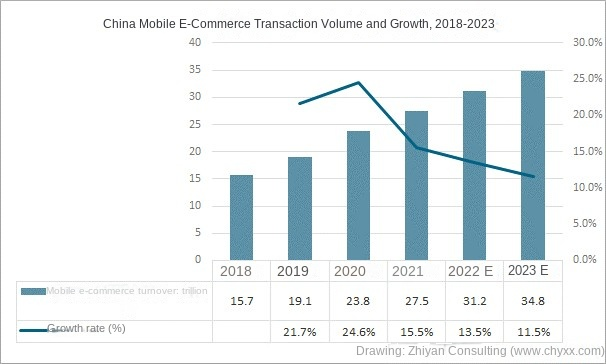 China Mobile E-Commerce Transaction Volume and Growth, 2018-2023
40 30.0%
35 25.0%
30
25 20.0%
20 15.0%
15
10 10.0%
5 5.0%
0 0.0%
2018 2019 2020 2021 2022 E 2023 E
Mobile e-commerce turnover: trillion 15.7 19.1 23.8 27.5 31.2 34.8
Growth rate (%) 21.7% 24.6% 15.5% 13.5% 11.5%
Drawing: Zhiyan Consulting (www.chyxx.com)